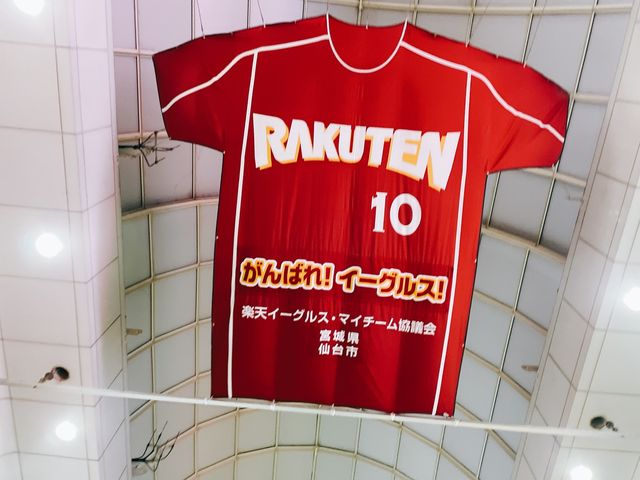 RAKUTEN
10
がんばれ! イーグルス!
楽天イーグルス・マイチーム協議会
宮城県
仙台市